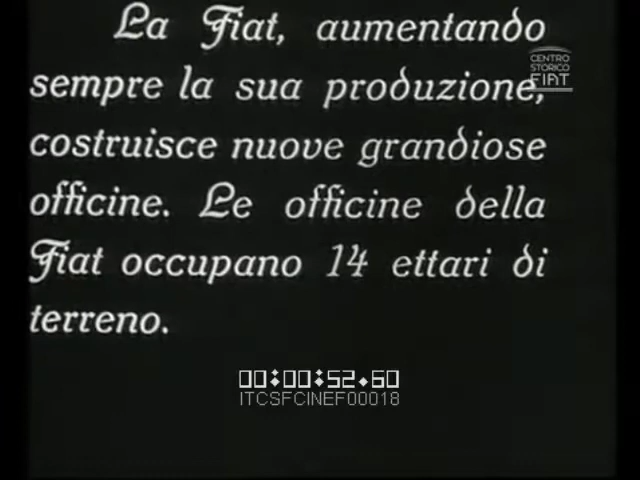 La Fiat, aumentando
sempre la sua produzione,
costruisce nuove grandiose
officine. Le officine della
Fiat occupano 14 ettari di
terreno.
CENTRO
STORICO
FIAT
00:00:52.60
ITCSFCINEF00018